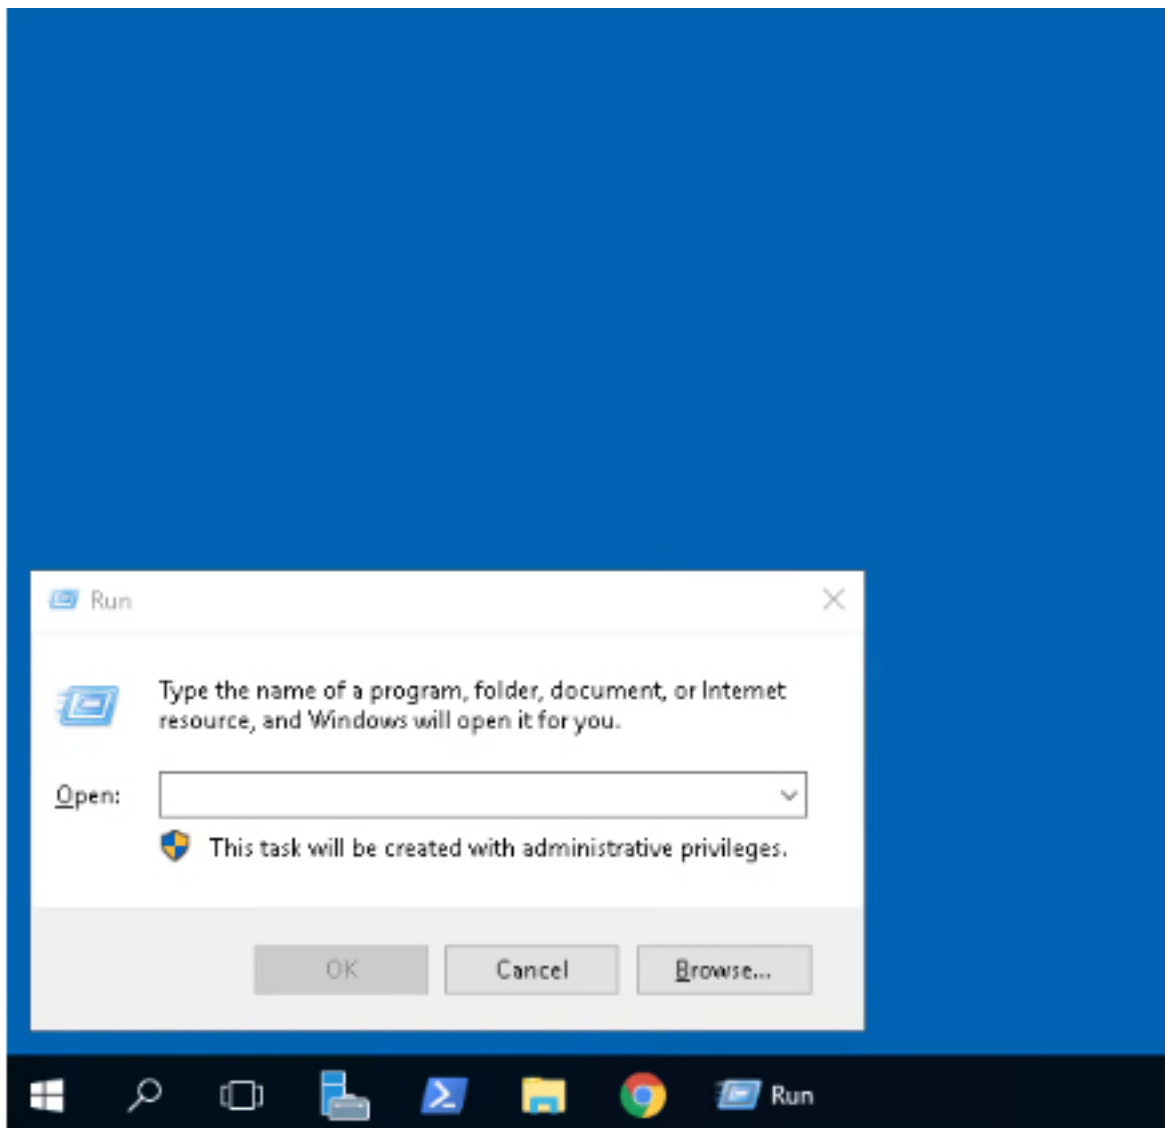 Run
Type the name of a program, folder, document, or Internet
resource, and Windows will open it for you.
Open:
This task will be created with administrative privileges.
OK
Cancel
Browse...
Run